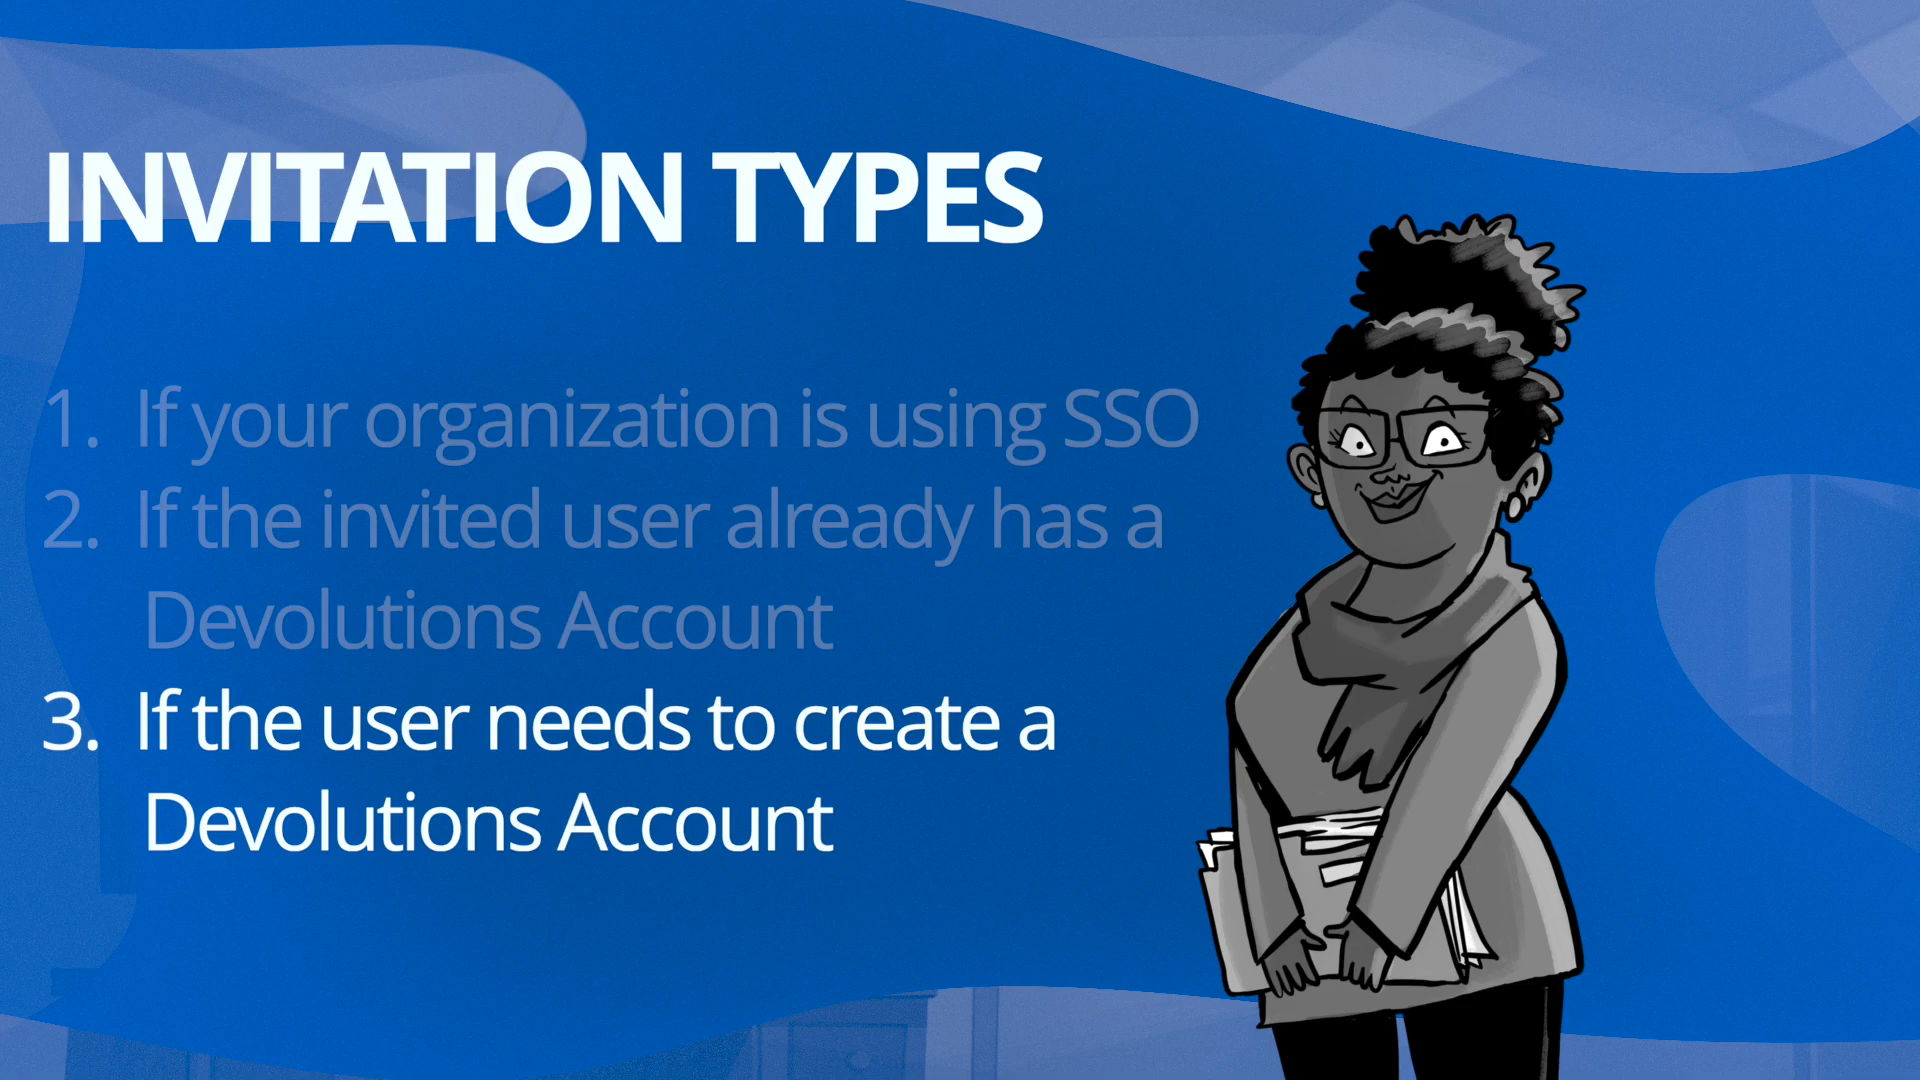 INVITATION TYPES
1. If your organization is using SSO
2. If the invited user already has a
Devolutions Account
3. If the user needs to create a
Devolutions Account